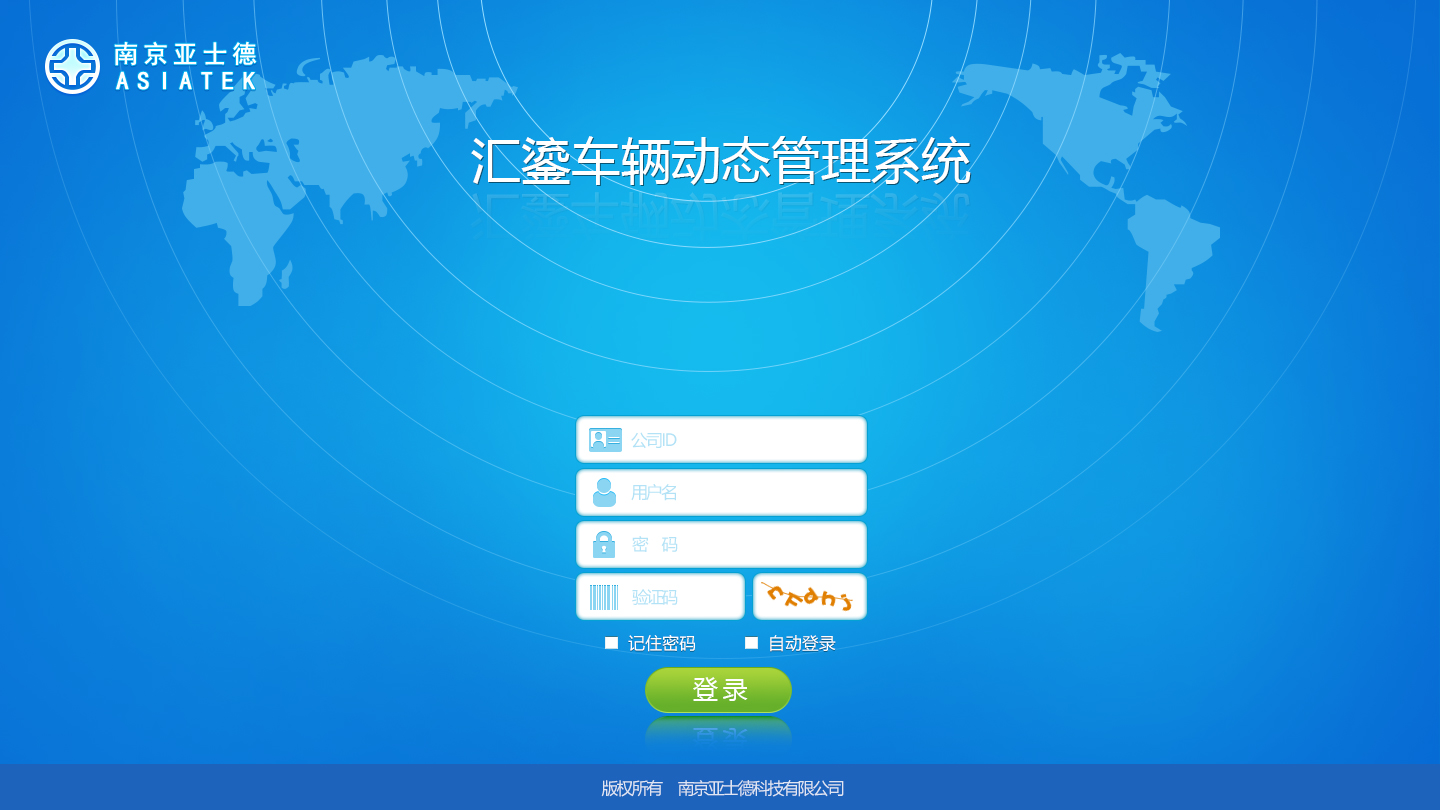 南京亚士德
ASIATEK
汇鎏车辆动态管理系统
公司ID
用户名
密 码
验证码
记住密码 自动登录
登录
版权所有 南京亚士德科技有限公司